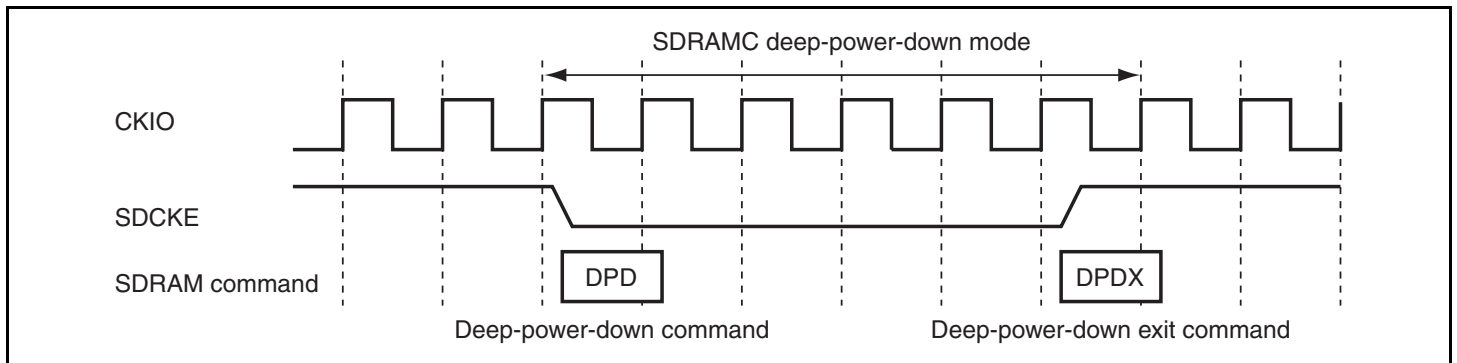 SDRAMC deep-power-down mode
CKIO
SDCKE
SDRAM command
DPD
DPDX
Deep-power-down command
Deep-power-down exit command